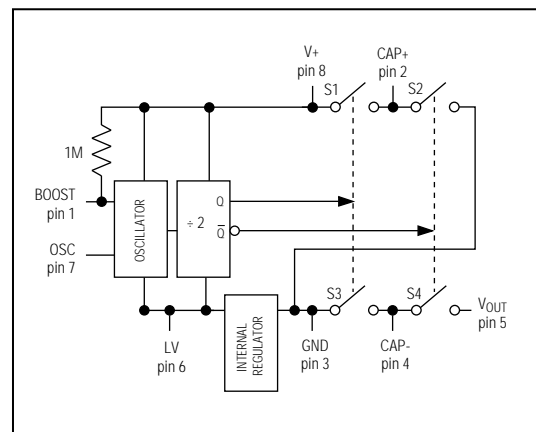 V+
pin 8
CAP+
pin 2
S1
S2
1M
BOOST
pin 1
OSCILLATOR
÷ 2
Q
Q̅
OSC
pin 7
S3
S4
VOUT
pin 5
LV
pin 6
INTERNAL
REGULATOR
GND
pin 3
CAP-
pin 4